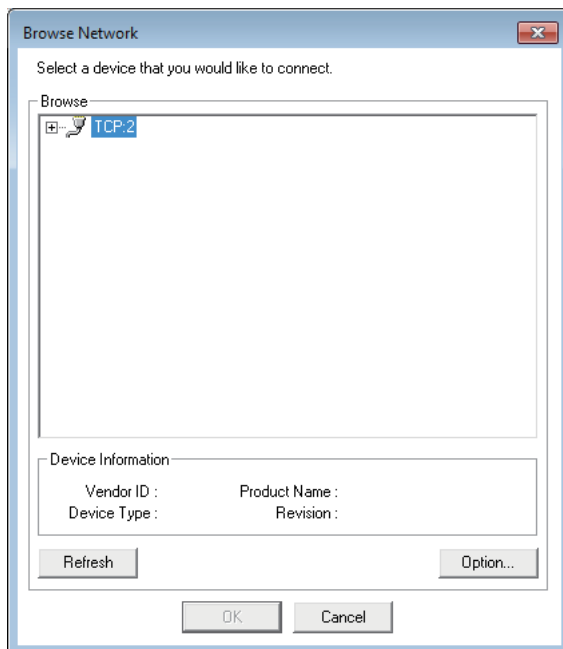 Browse Network
Select a device that you would like to connect.
Browse
TCP:2
Device Information
Vendor ID : Product Name :
Device Type : Revision :
Refresh Option...
OK Cancel